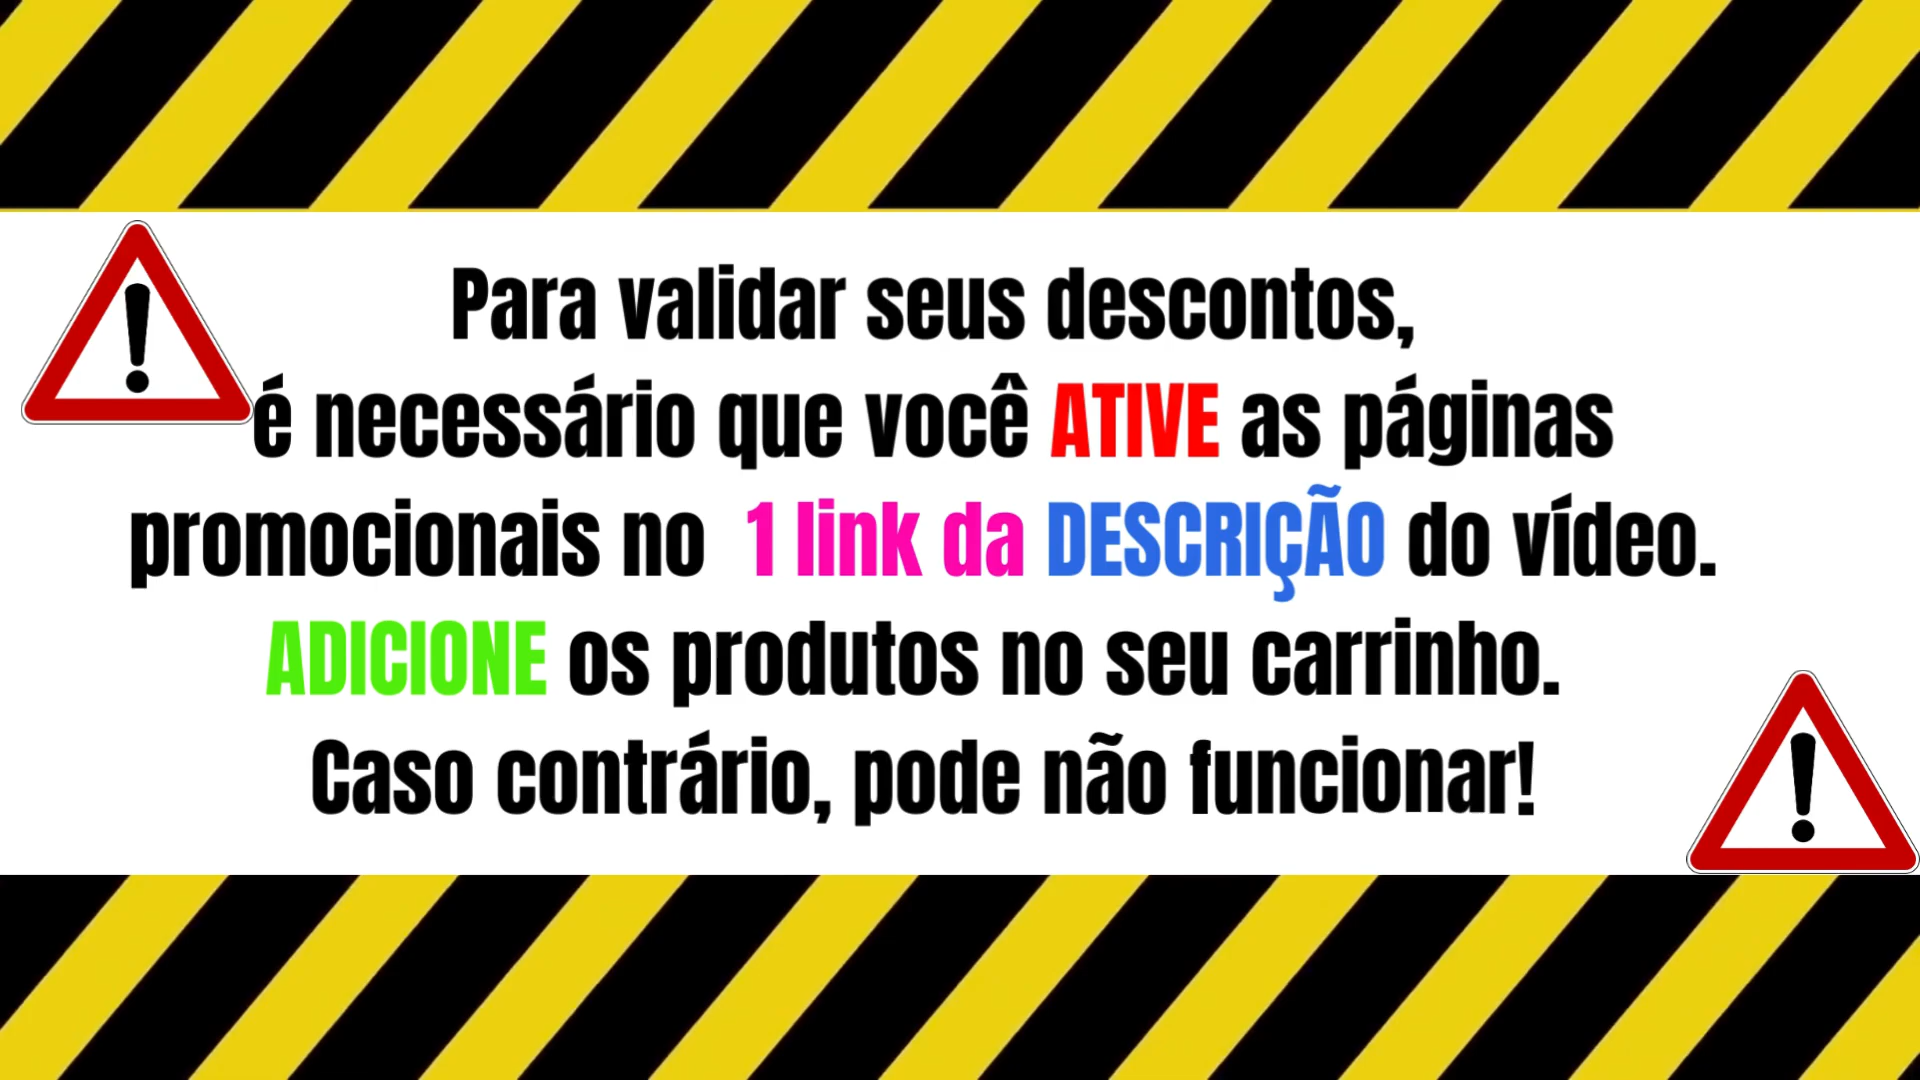 Para validar seus descontos,
é necessário que você ATIVE as páginas
promocionais no 1 link da DESCRIÇÃO do vídeo.
ADICIONE os produtos no seu carrinho.
Caso contrário, pode não funcionar!